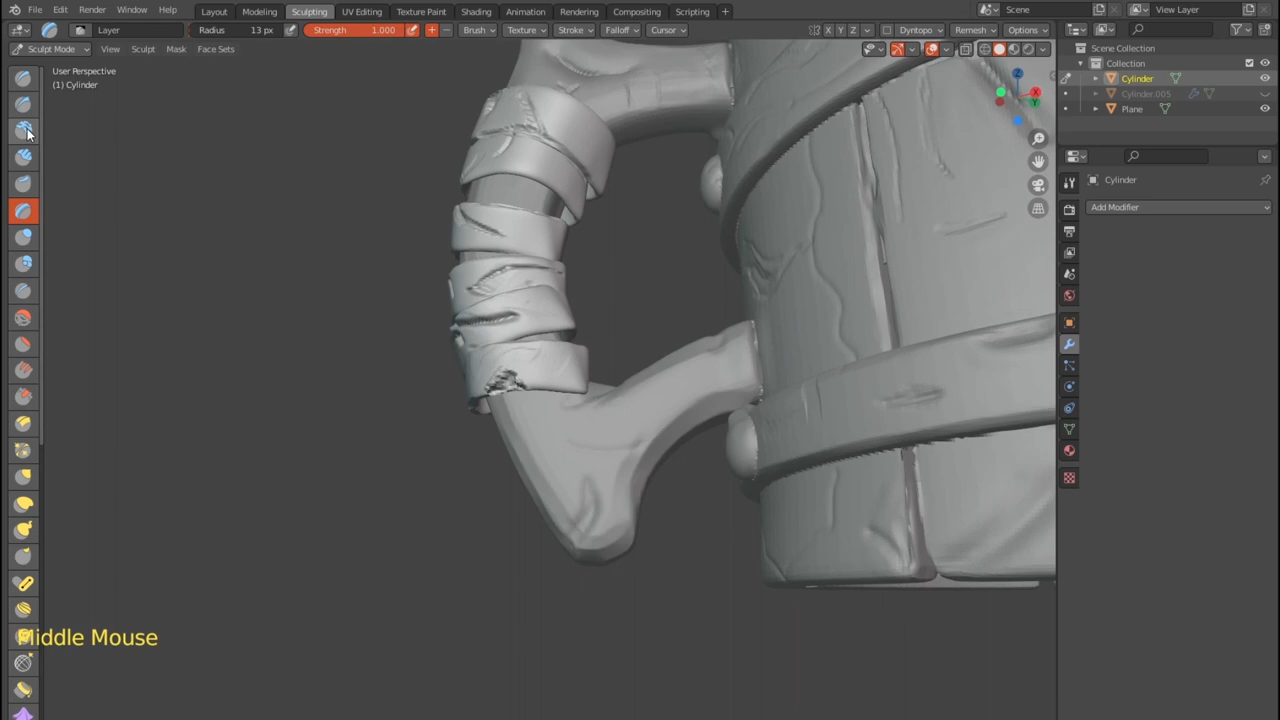 File Edit Render Window Help Layout Modeling Sculpting UV Editing Texture Paint Shading Animation Rendering Compositing Scripting + Scene View Layer
Layer Radius 13 px Strength 1.000 + − Brush Texture Stroke Falloff Cursor X Y Z Dyntopo Remesh Options
Sculpt Mode View Sculpt Mask Face Sets
Scene Collection
Collection
Cylinder
Cylinder.005
Plane
User Perspective
(1) Cylinder
Z
X
Y
Cylinder
Add Modifier
Middle Mouse